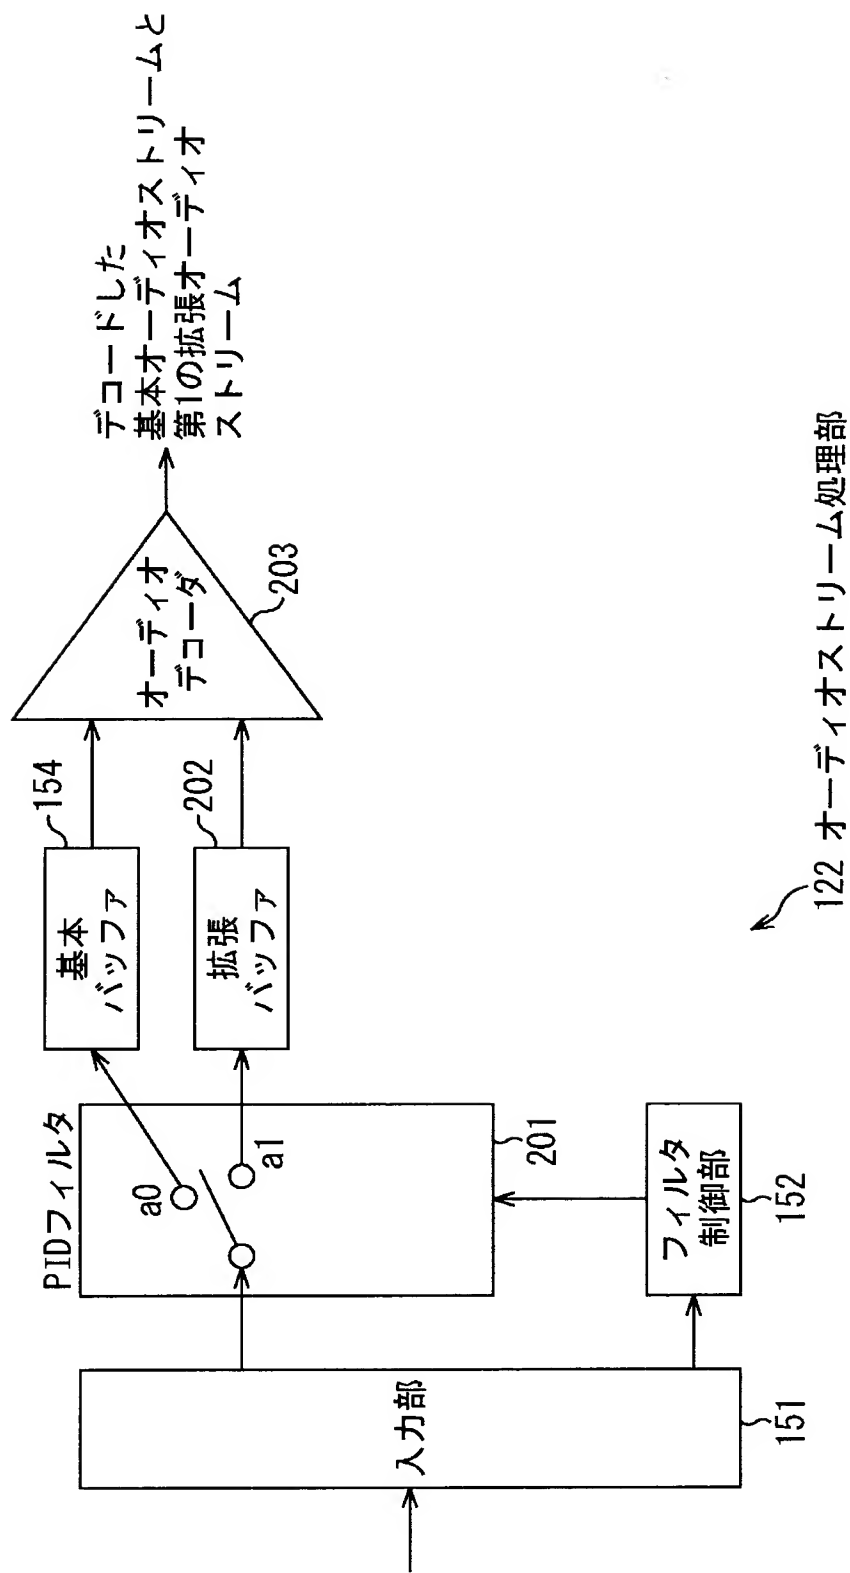 入力部
151
PIDフィルタ
a0
a1
201
フィルタ
制御部
152
基本
バッファ
154
拡張
バッファ
202
オーディオ
デコーダ
203
デコードした
基本オーディオストリームと
第1の拡張オーディオ
ストリーム
122 オーディオストリーム処理部